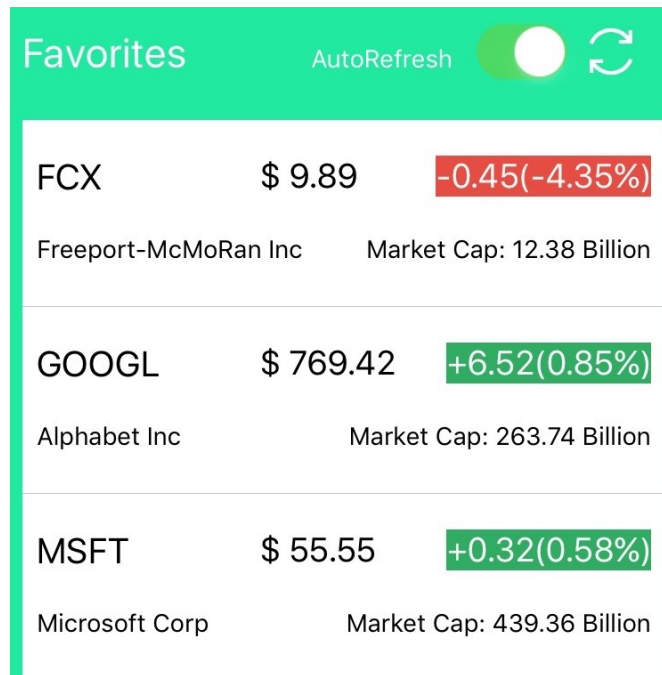 Favorites AutoRefresh
FCX $ 9.89 -0.45(-4.35%)
Freeport-McMoRan Inc Market Cap: 12.38 Billion
GOOGL $ 769.42 +6.52(0.85%)
Alphabet Inc Market Cap: 263.74 Billion
MSFT $ 55.55 +0.32(0.58%)
Microsoft Corp Market Cap: 439.36 Billion